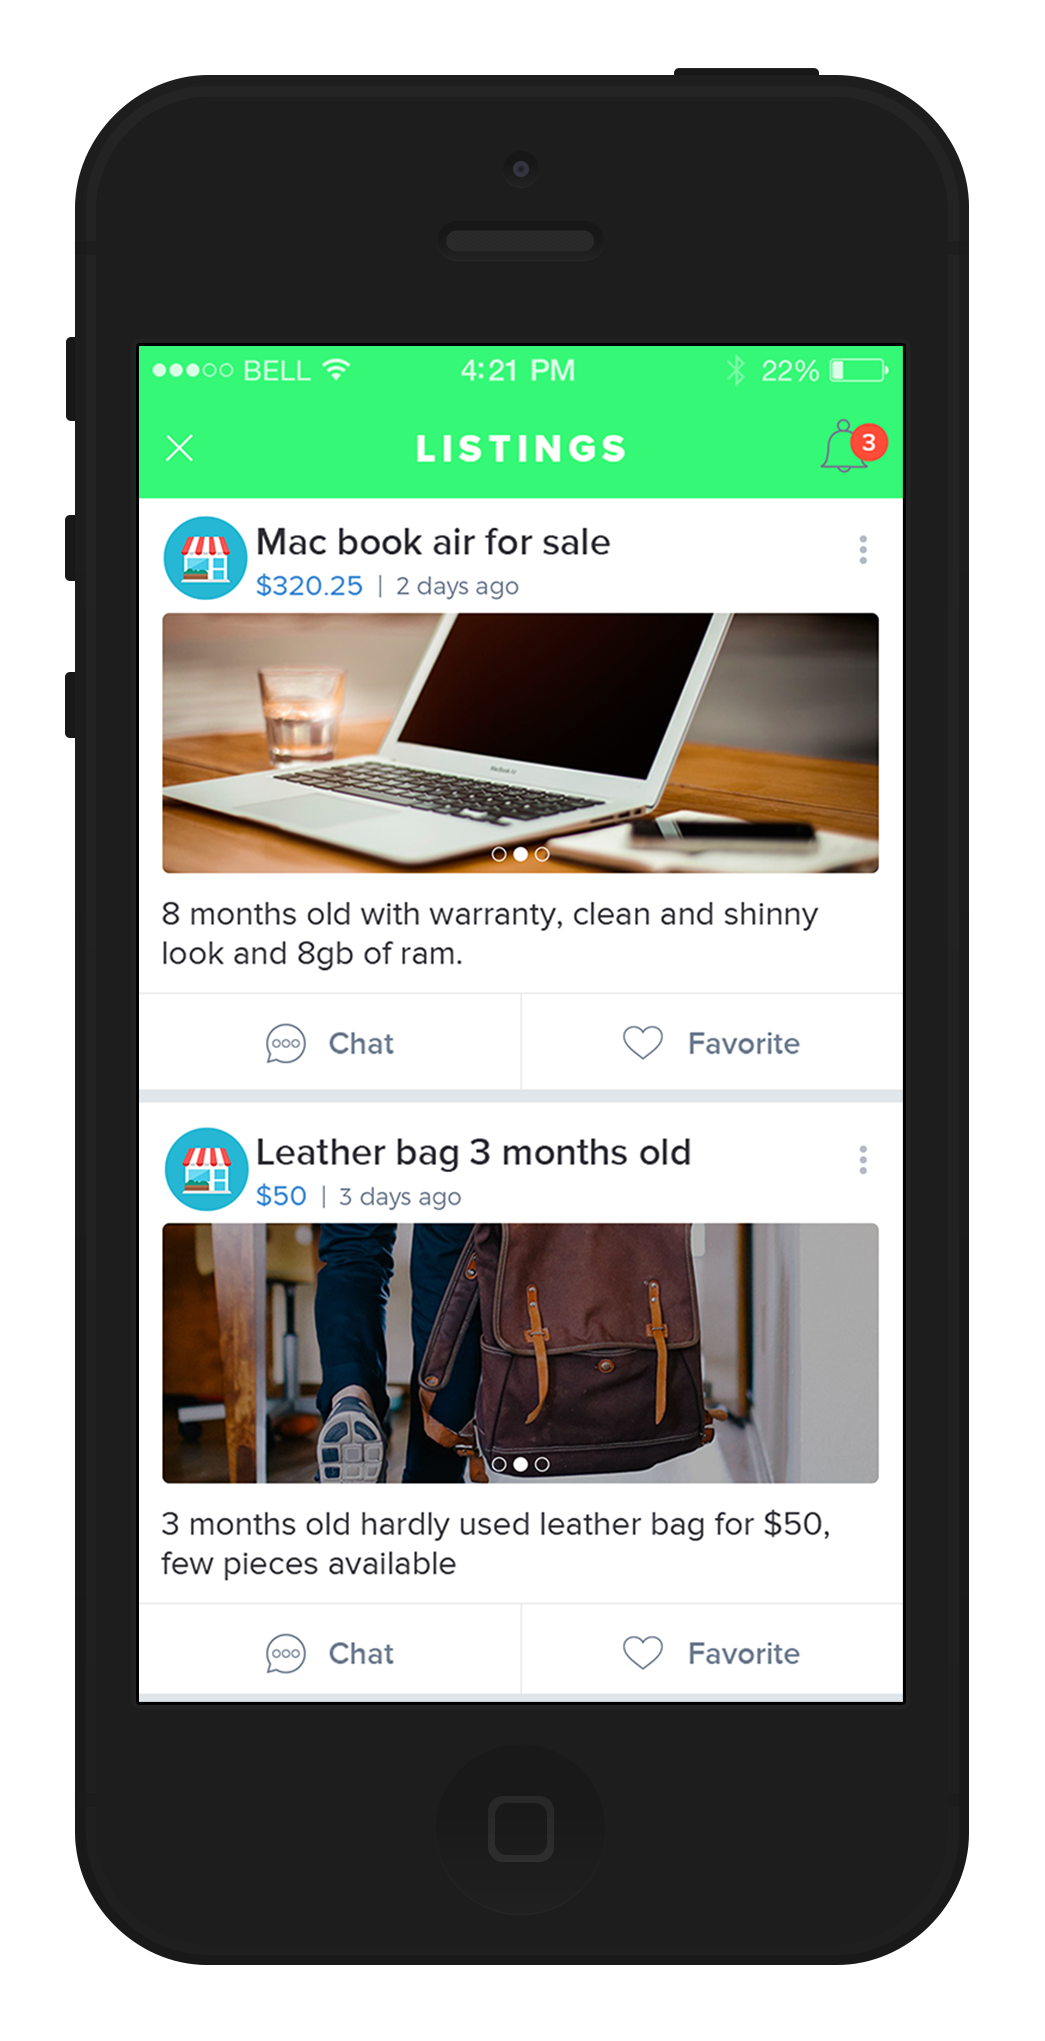 BELL 4:21 PM 22%
LISTINGS 3
Mac book air for sale
$320.25 | 2 days ago
MacBook Air
8 months old with warranty, clean and shinny
look and 8gb of ram.
Chat Favorite
Leather bag 3 months old
$50 | 3 days ago
3 months old hardly used leather bag for $50,
few pieces available
Chat Favorite